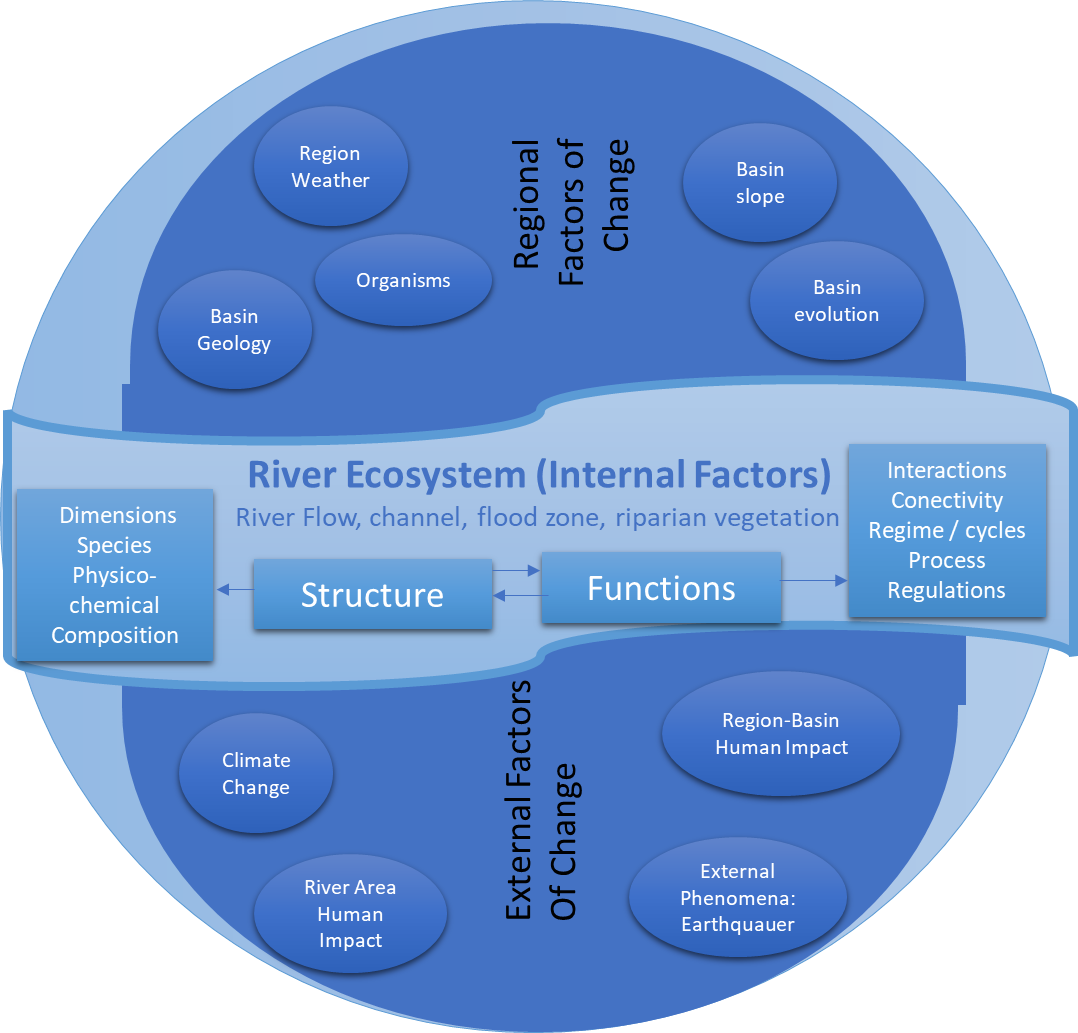 Region
Weather
Organisms
Basin
Geology
Regional
Factors of
Change
Basin
slope
Basin
evolution
River Ecosystem (Internal Factors)
River Flow, channel, flood zone, riparian vegetation
Dimensions
Species
Physico-
chemical
Composition
Structure
Functions
Interactions
Conectivity
Regime / cycles
Process
Regulations
External Factors
Of Change
Climate
Change
River Area
Human
Impact
Region-Basin
Human Impact
External
Phenomena:
Earthquauer